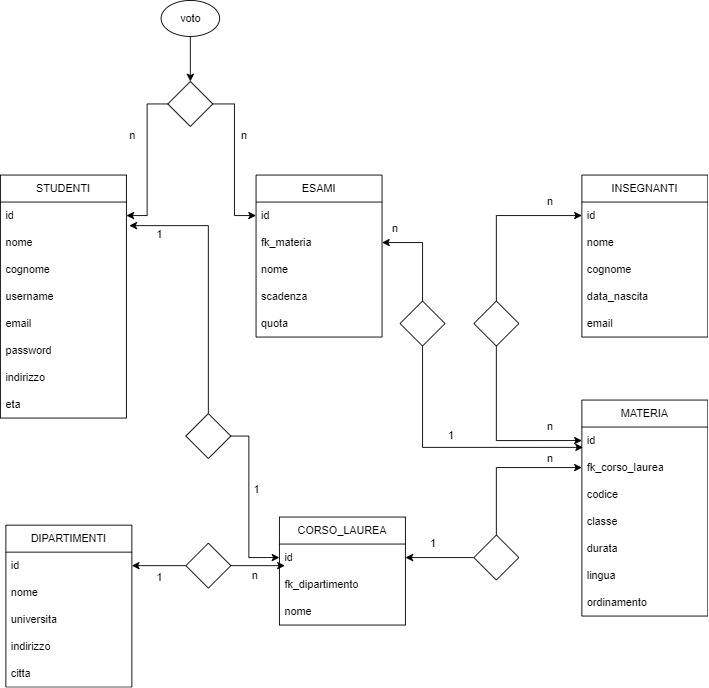 voto
n
n
STUDENTI
id
nome
cognome
username
email
password
indirizzo
eta
1
ESAMI
id
fk_materia
nome
scadenza
quota
n
n
INSEGNANTI
id
nome
cognome
data_nascita
email
1
n
n
MATERIA
id
fk_corso_laurea
codice
classe
durata
lingua
ordinamento
1
DIPARTIMENTI
id
nome
universita
indirizzo
citta
1
n
CORSO_LAUREA
id
fk_dipartimento
nome
1